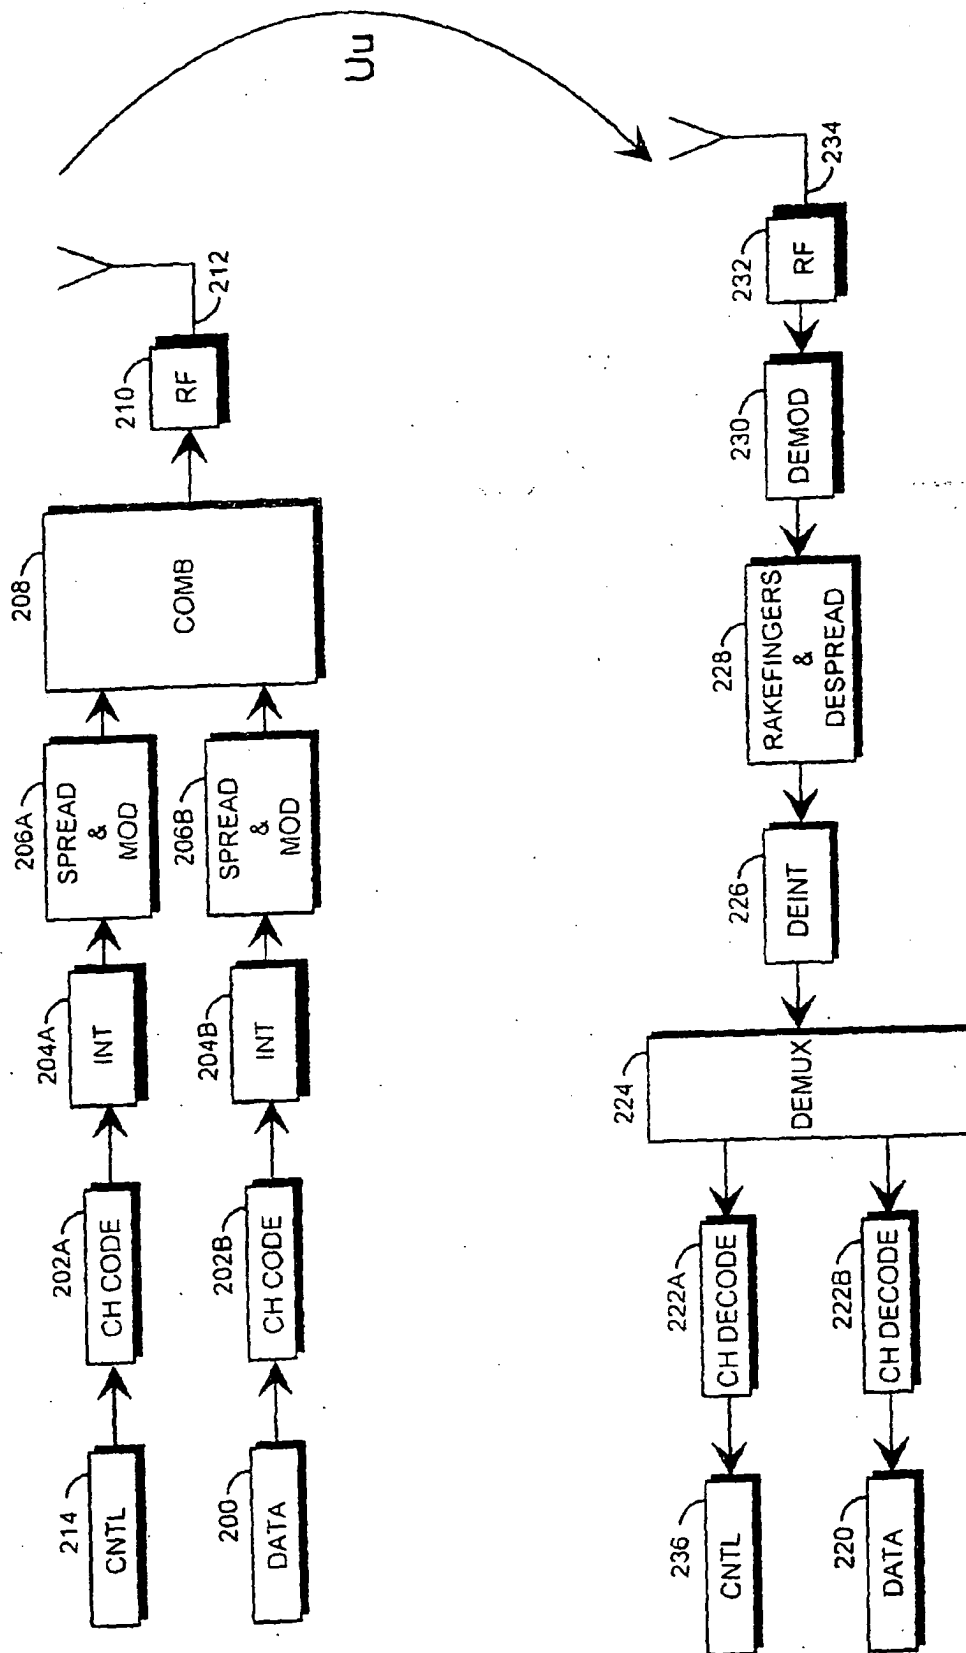 Uu
214
CNTL
202A
CH CODE
204A
INT
206A
SPREAD
&
MOD
208
COMB
210
RF
212
200
DATA
202B
CH CODE
204B
INT
206B
SPREAD
&
MOD
236
CNTL
222A
CH DECODE
224
DEMUX
226
DEINT
228
RAKEFINGERS
&
DESPREAD
230
DEMOD
232
RF
234
220
DATA
222B
CH DECODE